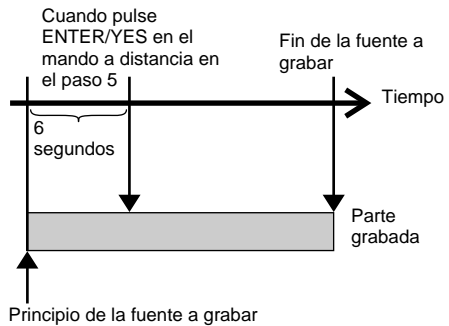 Cuando pulse
ENTER/YES en el
mando a distancia en
el paso 5
Fin de la fuente a
grabar
Tiempo
6
segundos
Parte
grabada
Principio de la fuente a grabar